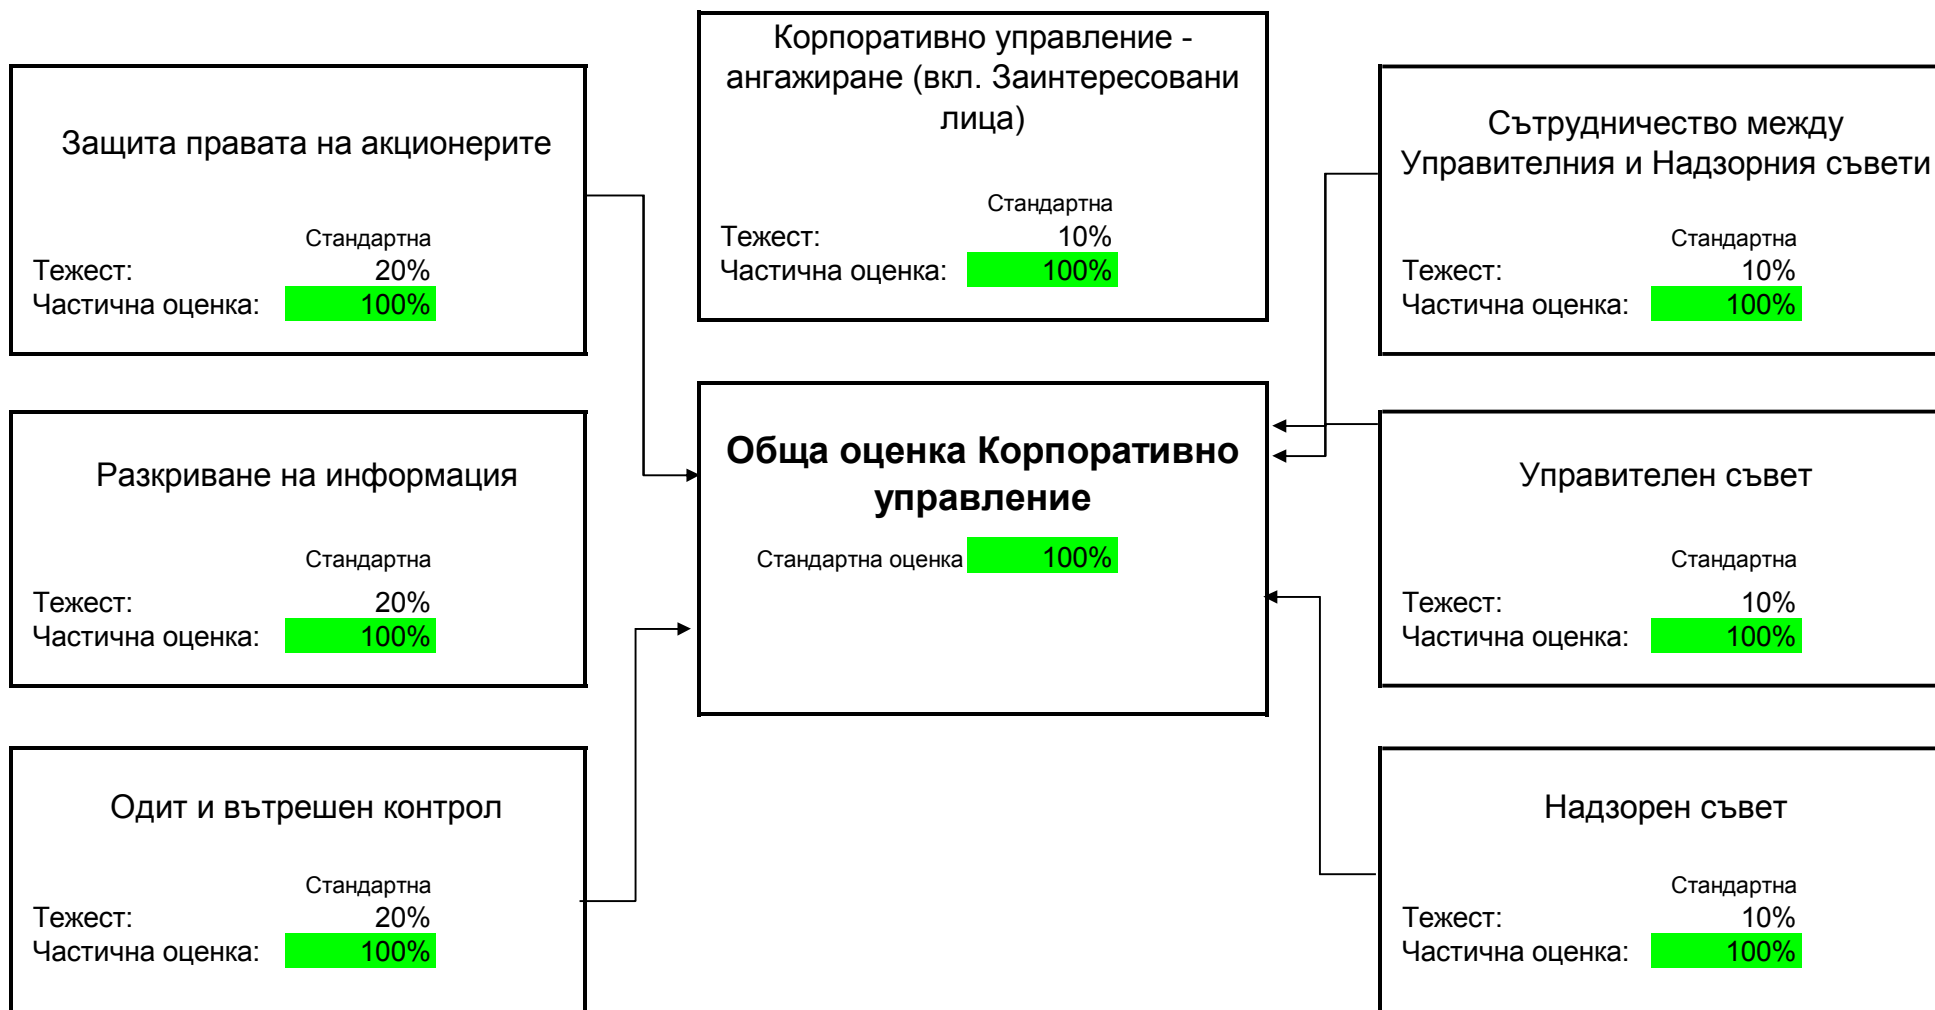 Корпоративно управление -
ангажиране (вкл. Заинтересовани
лица)
Стандартна
Тежест: 10%
Частична оценка: 100%
Защита правата на акционерите
Стандартна
Тежест: 20%
Частична оценка: 100%
Сътрудничество между
Управителния и Надзорния съвети
Стандартна
Тежест: 10%
Частична оценка: 100%
Разкриване на информация
Стандартна
Тежест: 20%
Частична оценка: 100%
Обща оценка Корпоративно
управление
Стандартна оценка 100%
Управителен съвет
Стандартна
Тежест: 10%
Частична оценка: 100%
Одит и вътрешен контрол
Стандартна
Тежест: 20%
Частична оценка: 100%
Надзорен съвет
Стандартна
Тежест: 10%
Частична оценка: 100%